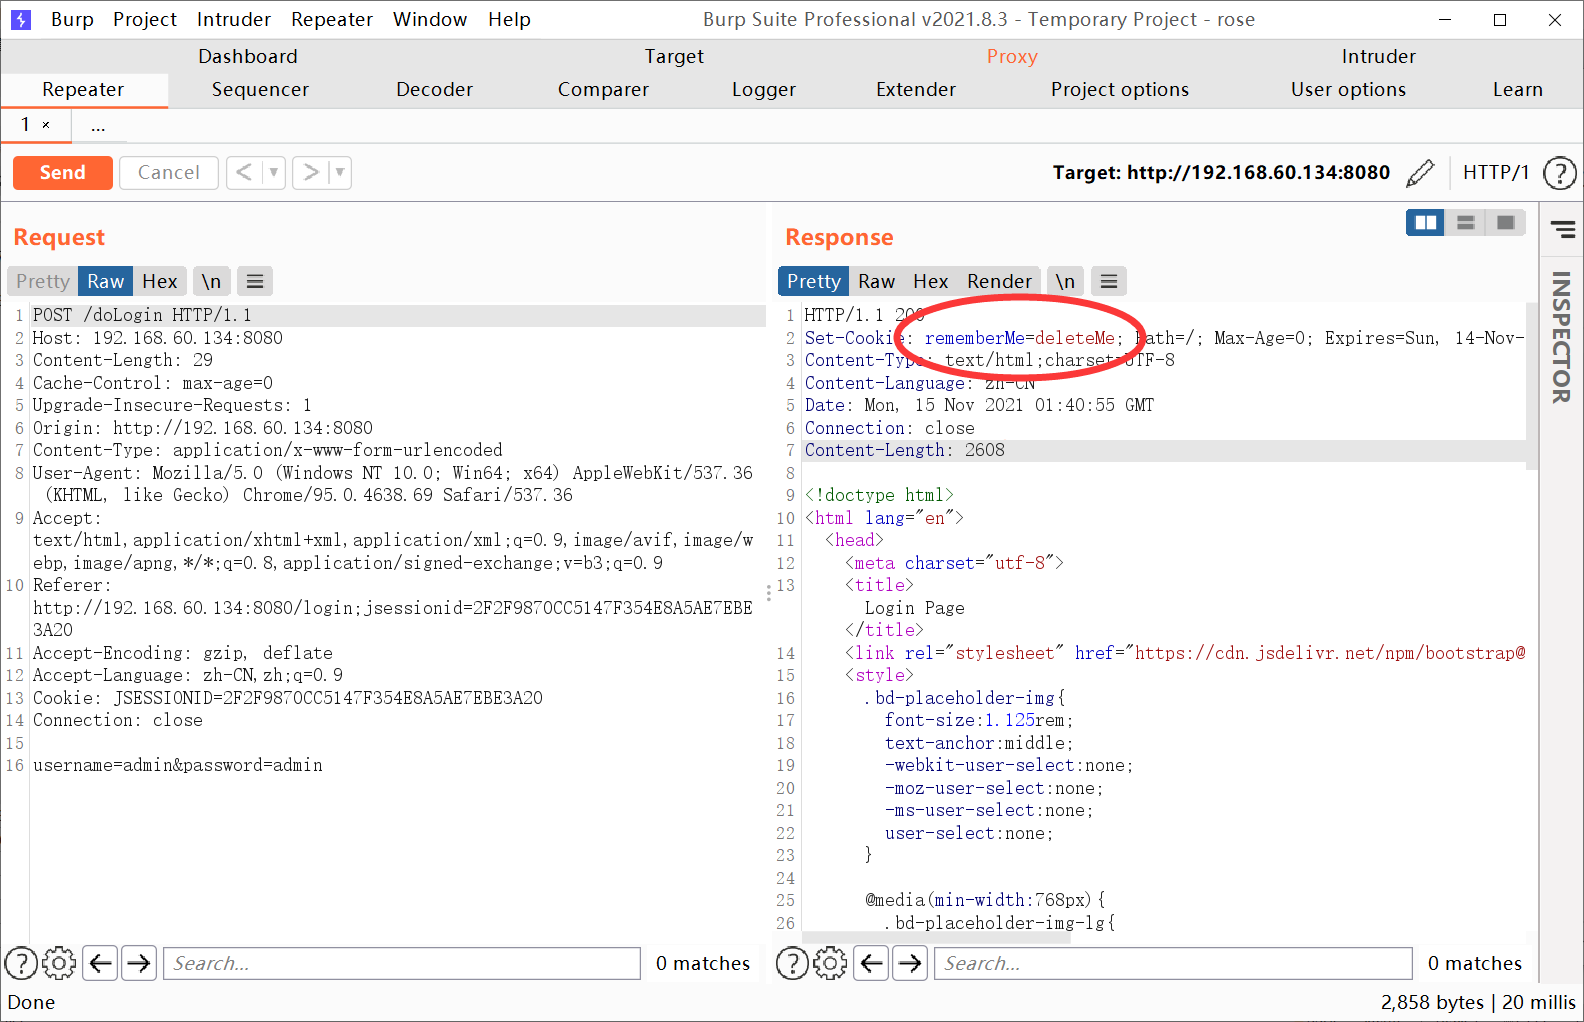 Burp Project Intruder Repeater Window Help Burp Suite Professional v2021.8.3 - Temporary Project - rose
Dashboard Target Proxy Intruder
Repeater Sequencer Decoder Comparer Logger Extender Project options User options Learn
1 × ...
Send Cancel < ▼ > ▼ Target: http://192.168.60.134:8080 HTTP/1 ?
Request
Pretty Raw Hex \n
1 POST /doLogin HTTP/1.1
2 Host: 192.168.60.134:8080
3 Content-Length: 29
4 Cache-Control: max-age=0
5 Upgrade-Insecure-Requests: 1
6 Origin: http://192.168.60.134:8080
7 Content-Type: application/x-www-form-urlencoded
8 User-Agent: Mozilla/5.0 (Windows NT 10.0; Win64; x64) AppleWebKit/537.36
(KHTML, like Gecko) Chrome/95.0.4638.69 Safari/537.36
9 Accept:
text/html,application/xhtml+xml,application/xml;q=0.9,image/avif,image/w
ebp,image/apng,*/*;q=0.8,application/signed-exchange;v=b3;q=0.9
10 Referer:
http://192.168.60.134:8080/login;jsessionid=2F2F9870CC5147F354E8A5AE7EBE
3A20
11 Accept-Encoding: gzip, deflate
12 Accept-Language: zh-CN,zh;q=0.9
13 Cookie: JSESSIONID=2F2F9870CC5147F354E8A5AE7EBE3A20
14 Connection: close
15
16 username=admin&password=admin
? Search... 0 matches
Response
Pretty Raw Hex Render \n
1 HTTP/1.1 200
2 Set-Cookie: rememberMe=deleteMe; Path=/; Max-Age=0; Expires=Sun, 14-Nov-
3 Content-Type: text/html;charset=UTF-8
4 Content-Language: zh-CN
5 Date: Mon, 15 Nov 2021 01:40:55 GMT
6 Connection: close
7 Content-Length: 2608
8
9 <!doctype html>
10 <html lang="en">
11 <head>
12 <meta charset="utf-8">
13 <title>
Login Page
</title>
14 <link rel="stylesheet" href="https://cdn.jsdelivr.net/npm/bootstrap@
15 <style>
16 .bd-placeholder-img{
17 font-size:1.125rem;
18 text-anchor:middle;
19 -webkit-user-select:none;
20 -moz-user-select:none;
21 -ms-user-select:none;
22 user-select:none;
23 }
24
25 @media(min-width:768px){
26 .bd-placeholder-img-lg{
? Search... 0 matches
INSPECTOR
Done 2,858 bytes | 20 millis